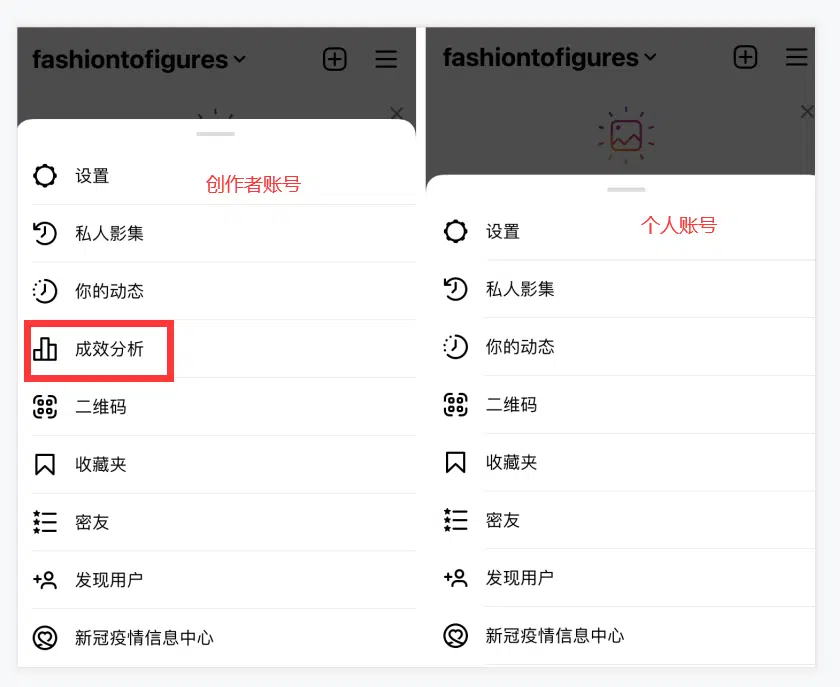 fashiontofigures
设置
创作者账号
私人影集
你的动态
成效分析
二维码
收藏夹
密友
发现用户
新冠疫情信息中心
fashiontofigures
设置
个人账号
私人影集
你的动态
二维码
收藏夹
密友
发现用户
新冠疫情信息中心